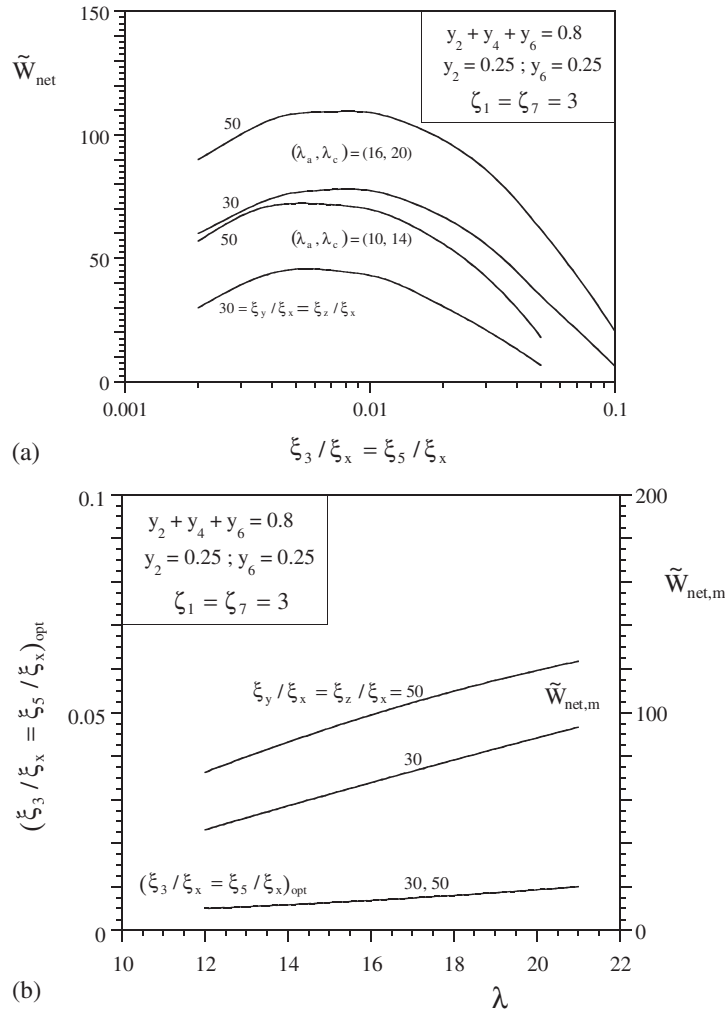 150
W̃net
y2 + y4 + y6 = 0.8
y2 = 0.25 ; y6 = 0.25
ζ1 = ζ7 = 3
100
50
(λa , λc) = (16, 20)
30
50
(λa , λc) = (10, 14)
50
30 = ξy / ξx = ξz / ξx
0
0.001
0.01
0.1
(a)
ξ3 / ξx = ξ5 / ξx
0.1
200
y2 + y4 + y6 = 0.8
y2 = 0.25 ; y6 = 0.25
ζ1 = ζ7 = 3
W̃net,m
(ξ3 / ξx = ξ5 / ξx)opt
ξy / ξx = ξz / ξx = 50
W̃net,m
0.05
100
30
(ξ3 / ξx = ξ5 / ξx)opt
30, 50
0
0
10
12
14
16
18
20
22
(b)
λ